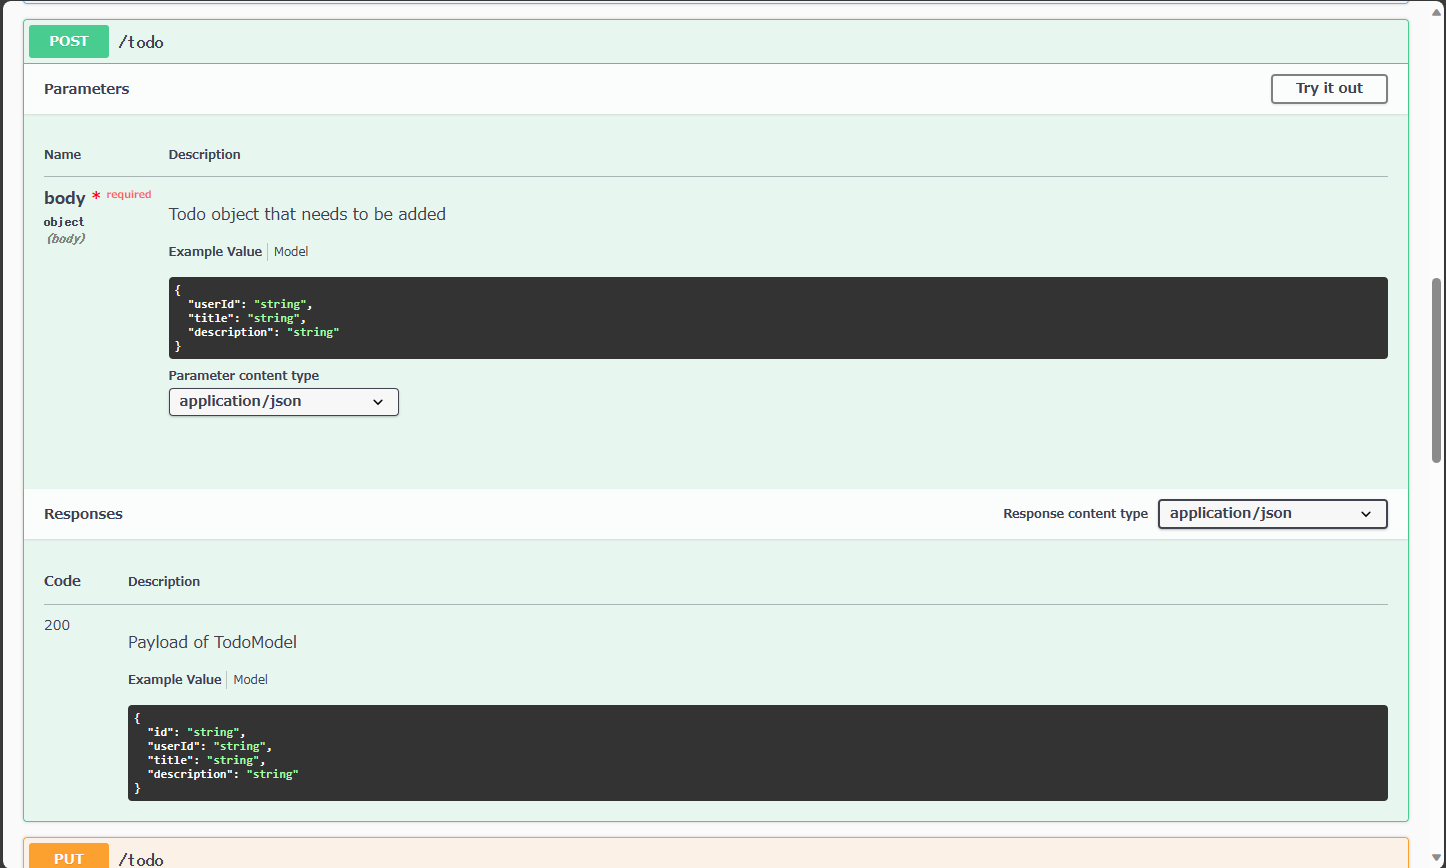 POST /todo
Parameters
Try it out
Name Description
body * required
object
(body)
Todo object that needs to be added
Example Value Model
{
  "userId": "string",
  "title": "string",
  "description": "string"
}
Parameter content type
application/json
Responses
Response content type application/json
Code Description
200
Payload of TodoModel
Example Value Model
{
  "id": "string",
  "userId": "string",
  "title": "string",
  "description": "string"
}
PUT /todo